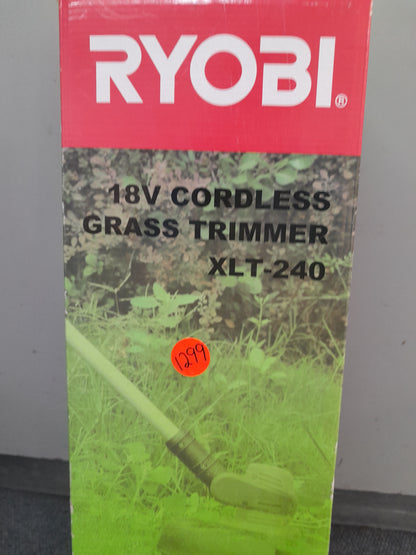 RYOBI®
18V CORDLESS
GRASS TRIMMER
XLT-240
1299